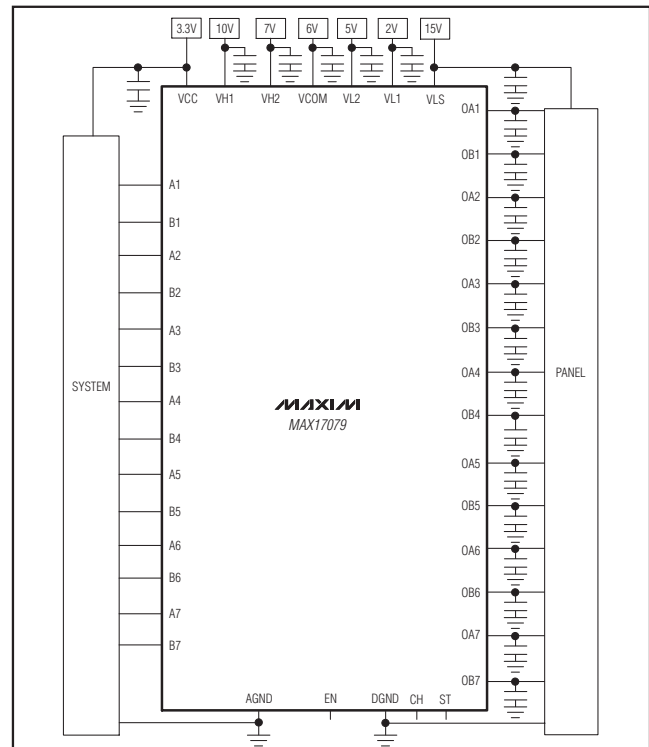 3.3V 10V 7V 6V 5V 2V 15V
VCC VH1 VH2 VCOM VL2 VL1 VLS
OA1
OB1
OA2
OB2
OA3
OB3
OA4
OB4
OA5
OB5
OA6
OB6
OA7
OB7
A1
B1
A2
B2
A3
B3
A4
B4
A5
B5
A6
B6
A7
B7
SYSTEM
MAXIM
MAX17079
PANEL
AGND EN DGND CH ST